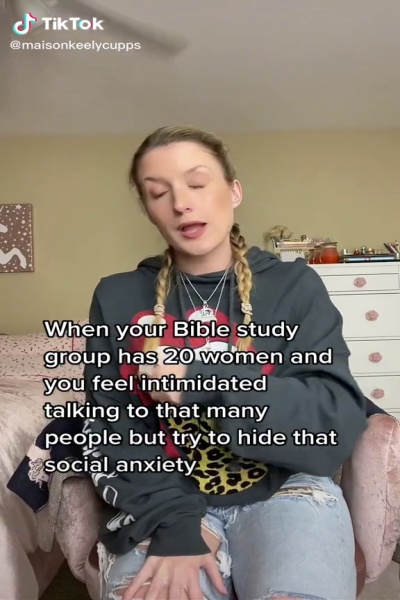 TikTok
@maisonkeelycupps
When your Bible study
group has 20 women and
you feel intimidated
talking to that many
people but try to hide that
social anxiety